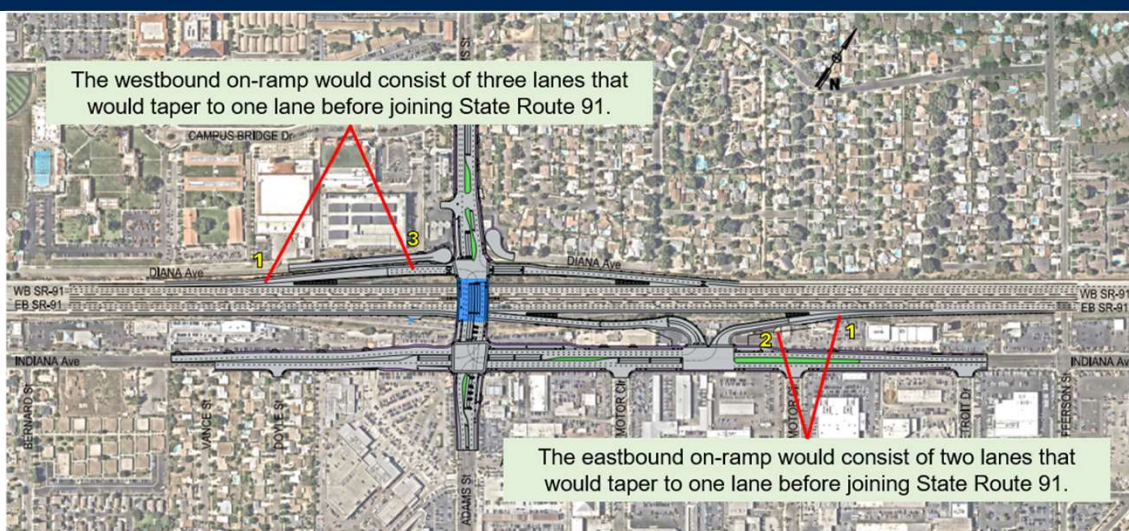 ADAMS ST
N
The westbound on-ramp would consist of three lanes that
would taper to one lane before joining State Route 91.
CAMPUS BRIDGE Dr
3
1
DIANA Ave
DIANA Ave
WB SR-91
EB SR-91
WB SR-91
EB SR-91
2
1
INDIANA Ave
INDIANA Ave
BERNARD St
VANCE St
DOYLE St
MOTOR Cir
MOTOR Cir
DETROIT Dr
JEFFERSON St
ADAMS St
The eastbound on-ramp would consist of two lanes that
would taper to one lane before joining State Route 91.